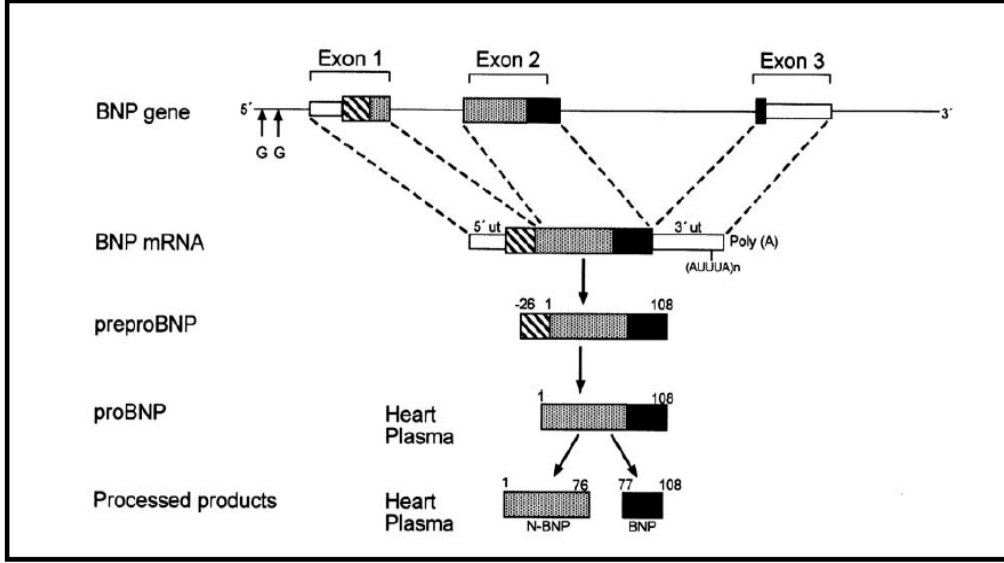 Exon 1 Exon 2 Exon 3
BNP gene 5´ 3´
G G
5´ut 3´ut
BNP mRNA Poly (A)
(AUUUA)n
-26 1 108
preproBNP
1 108
proBNP Heart
Plasma
1 76 77 108
Processed products Heart
Plasma N-BNP BNP